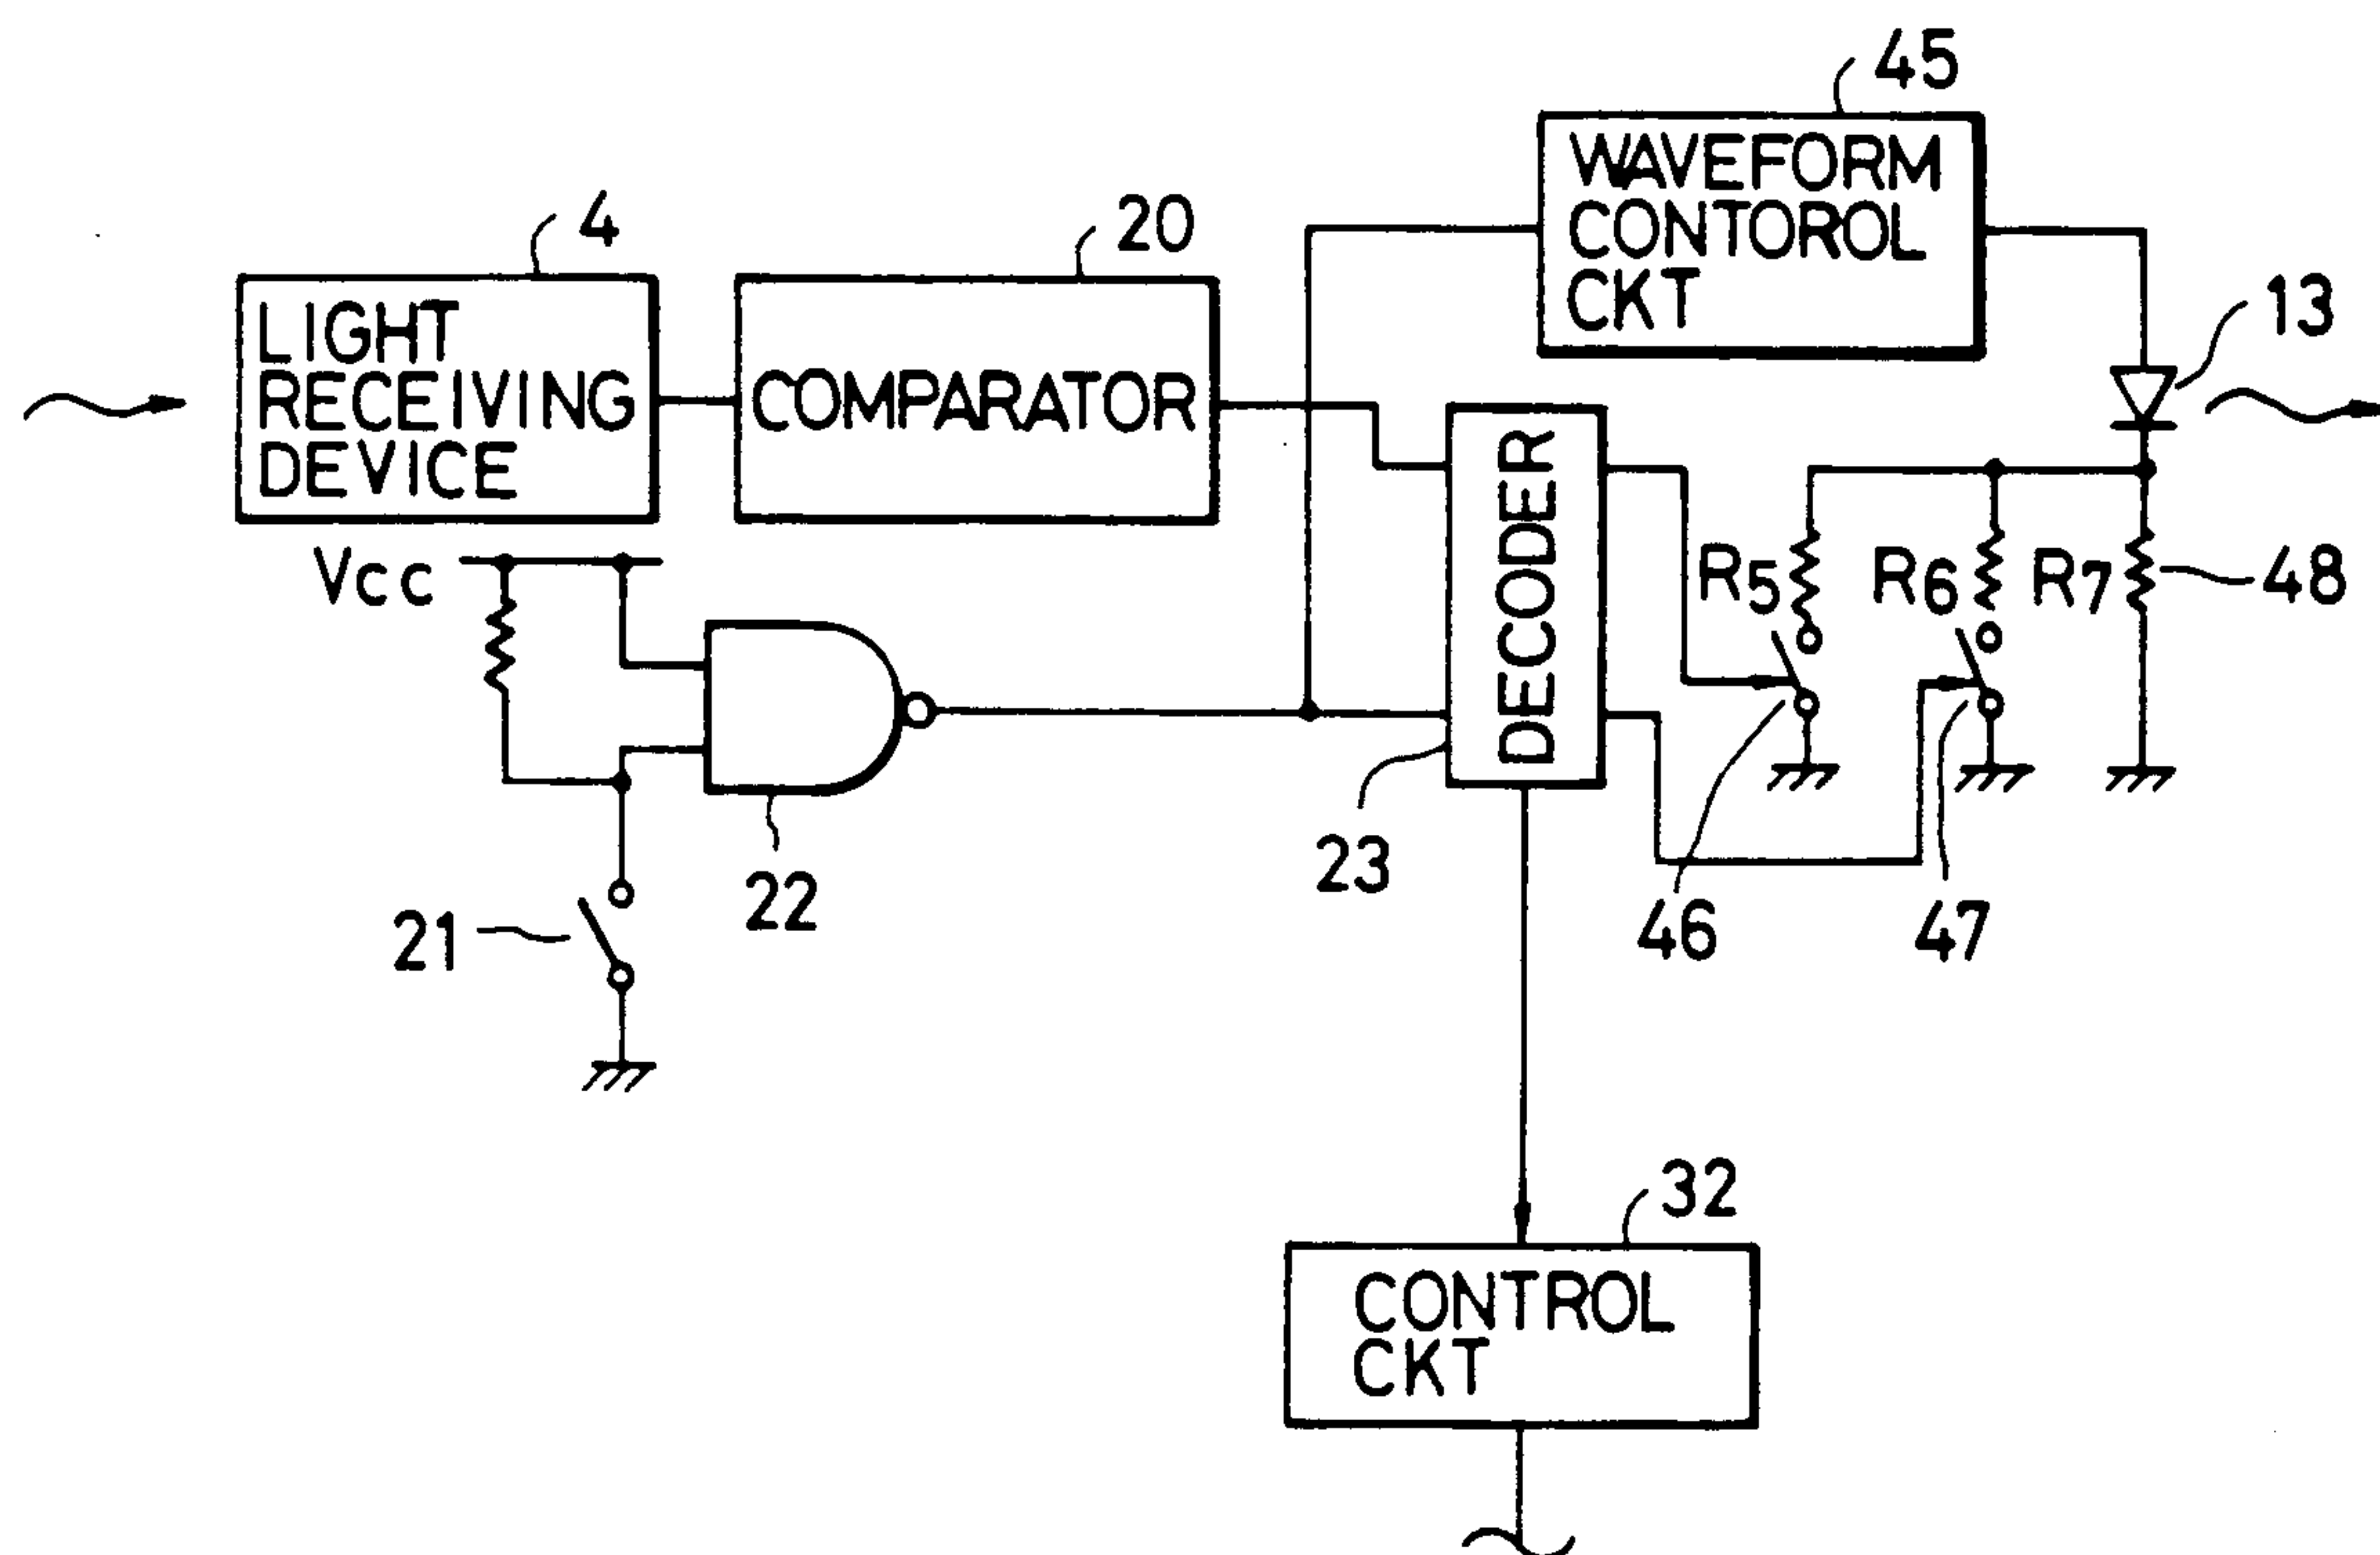 45
WAVEFORM
CONTOROL
CKT
4
20
LIGHT
RECEIVING
DEVICE
COMPARATOR
13
DECODER
Vcc
R5
R6
R7
48
22
23
21
46
47
32
CONTROL
CKT